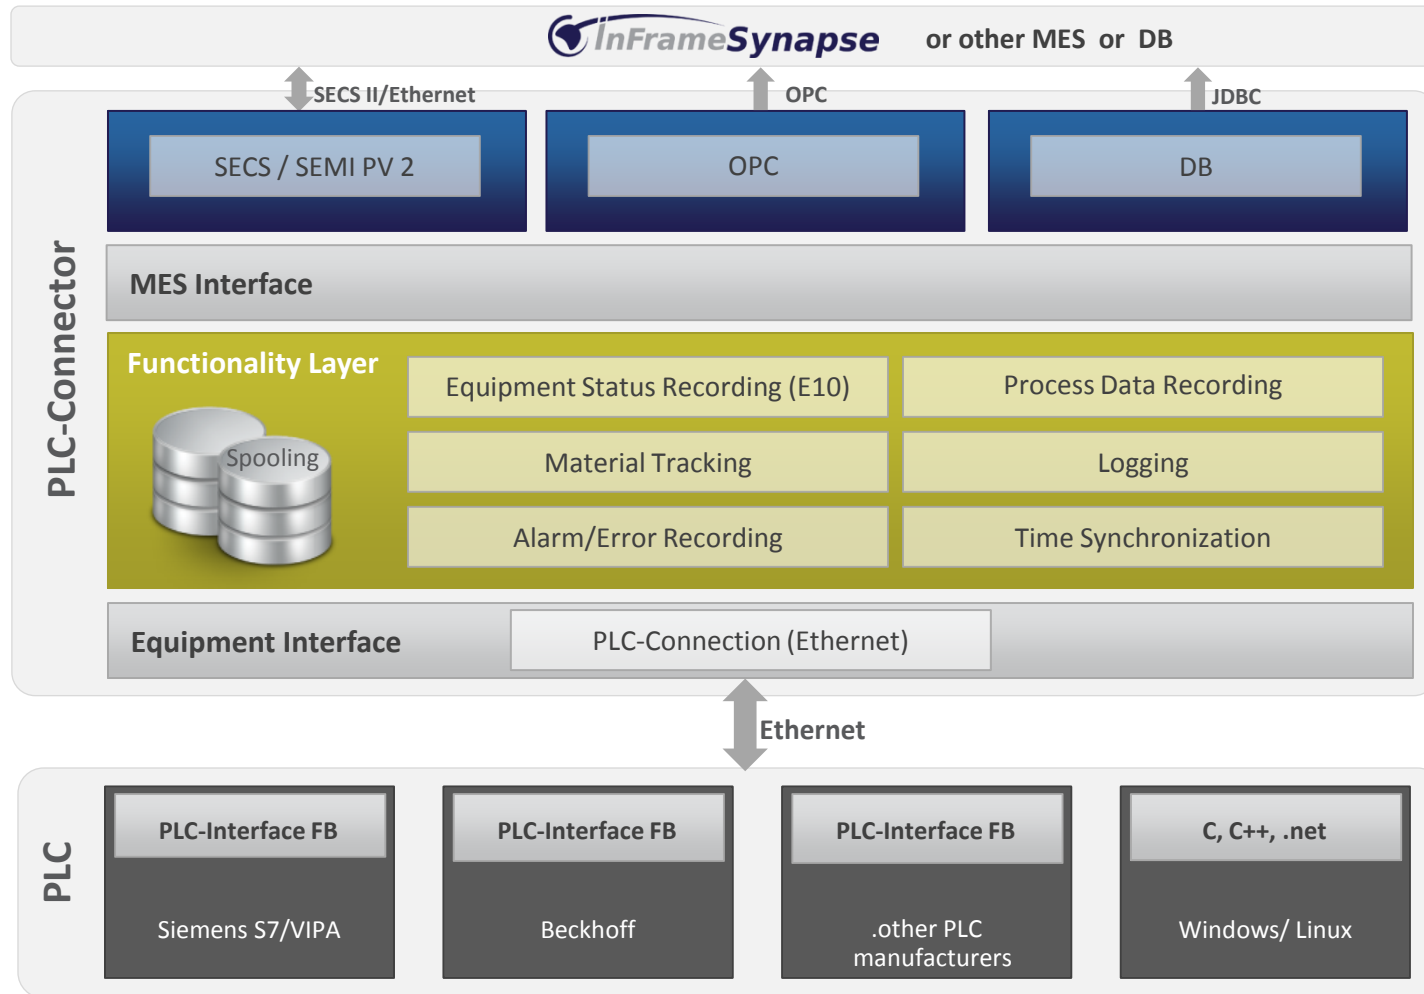 InFrameSynapse or other MES or DB
SECS II/Ethernet
OPC
JDBC
SECS / SEMI PV 2
OPC
DB
PLC-Connector
MES Interface
Functionality Layer
Spooling
Equipment Status Recording (E10)
Process Data Recording
Material Tracking
Logging
Alarm/Error Recording
Time Synchronization
Equipment Interface
PLC-Connection (Ethernet)
Ethernet
PLC
PLC-Interface FB
Siemens S7/VIPA
PLC-Interface FB
Beckhoff
PLC-Interface FB
.other PLC
manufacturers
C, C++, .net
Windows/ Linux